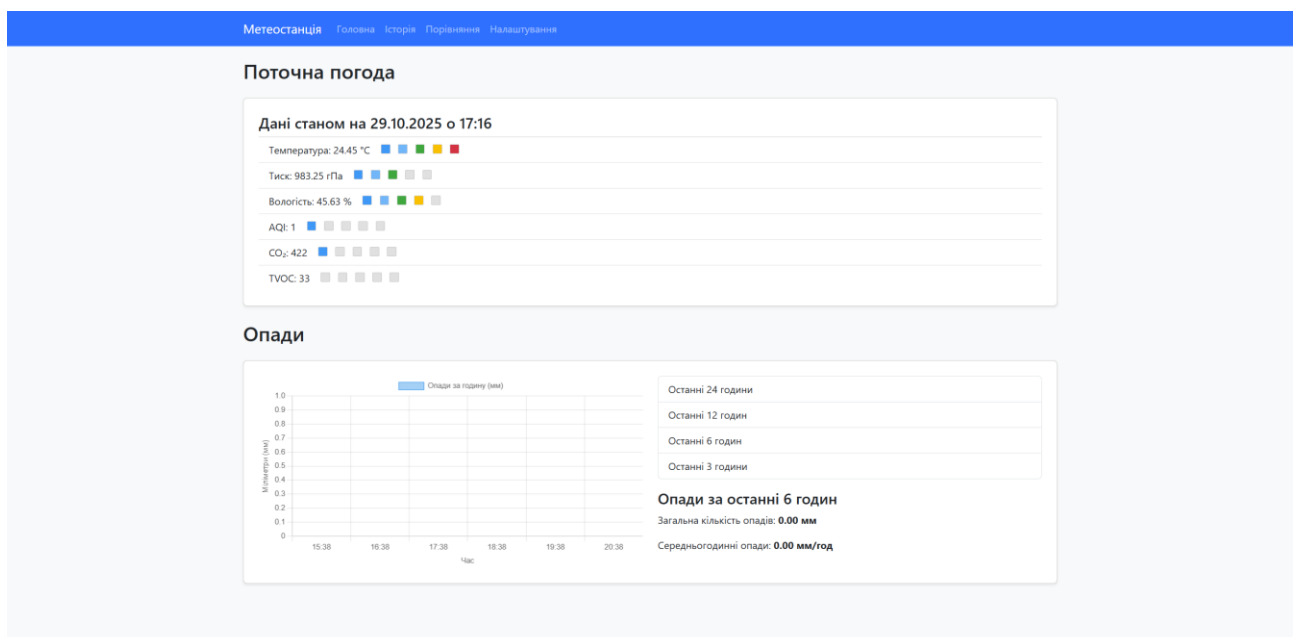 Метеостанція Головна Історія Порівняння Налаштування
Поточна погода
Дані станом на 29.10.2025 о 17:16
Температура: 24.45 °C
Тиск: 983.25 гПа
Вологість: 45.63 %
AQI: 1
CO₂: 422
TVOC: 33
Опади
Опади за годину (мм)
1.0
0.9
0.8
0.7
0.6
0.5
0.4
0.3
0.2
0.1
0
Міліметри (мм)
15:38 16:38 17:38 18:38 19:38 20:38
Час
Останні 24 години
Останні 12 годин
Останні 6 годин
Останні 3 години
Опади за останні 6 годин
Загальна кількість опадів: 0.00 мм
Середньогодинні опади: 0.00 мм/год